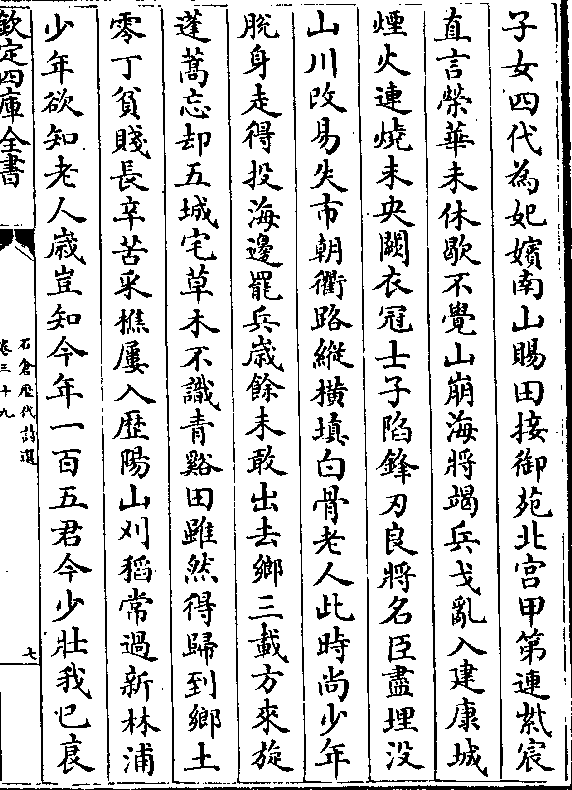 子女四代為妃嬪南山賜田接御苑北宫甲第連紫宸
直言榮華未休歇不覺山崩海將竭兵戈亂入建康城
煙火連燒未央闕衣冠士子陷鋒刃良將名臣盡埋没
山川改易失市朝衢路縱横填白骨老人此時尚少年
脱身走得投海邊罷兵歲餘未敢出去鄉三載方來旋
蓬蒿忘却五城宅草木不識青谿田雖然得歸到鄉土
零丁貧賤長辛苦采樵屢入歴陽山刈稻常過新林浦
少年欲知老人歲豈知今年一百五君今少壯我已衰
欽定四庫全書
石倉歴代詩選
卷三十九
七